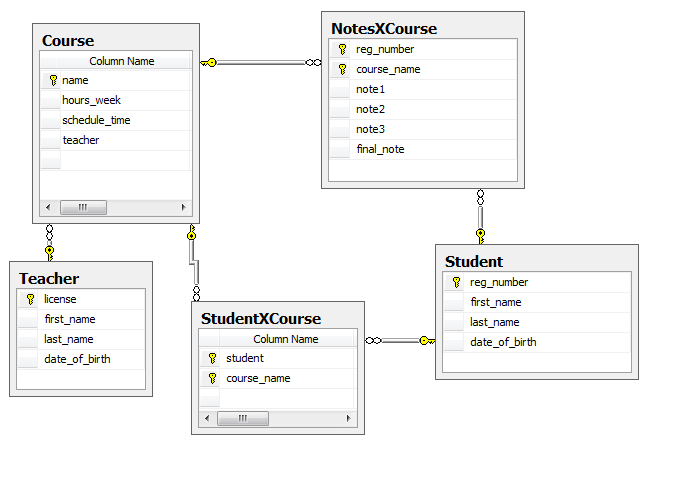 Course
Column Name
name
hours_week
schedule_time
teacher
NotesXCourse
reg_number
course_name
note1
note2
note3
final_note
Teacher
license
first_name
last_name
date_of_birth
StudentXCourse
Column Name
student
course_name
Student
reg_number
first_name
last_name
date_of_birth